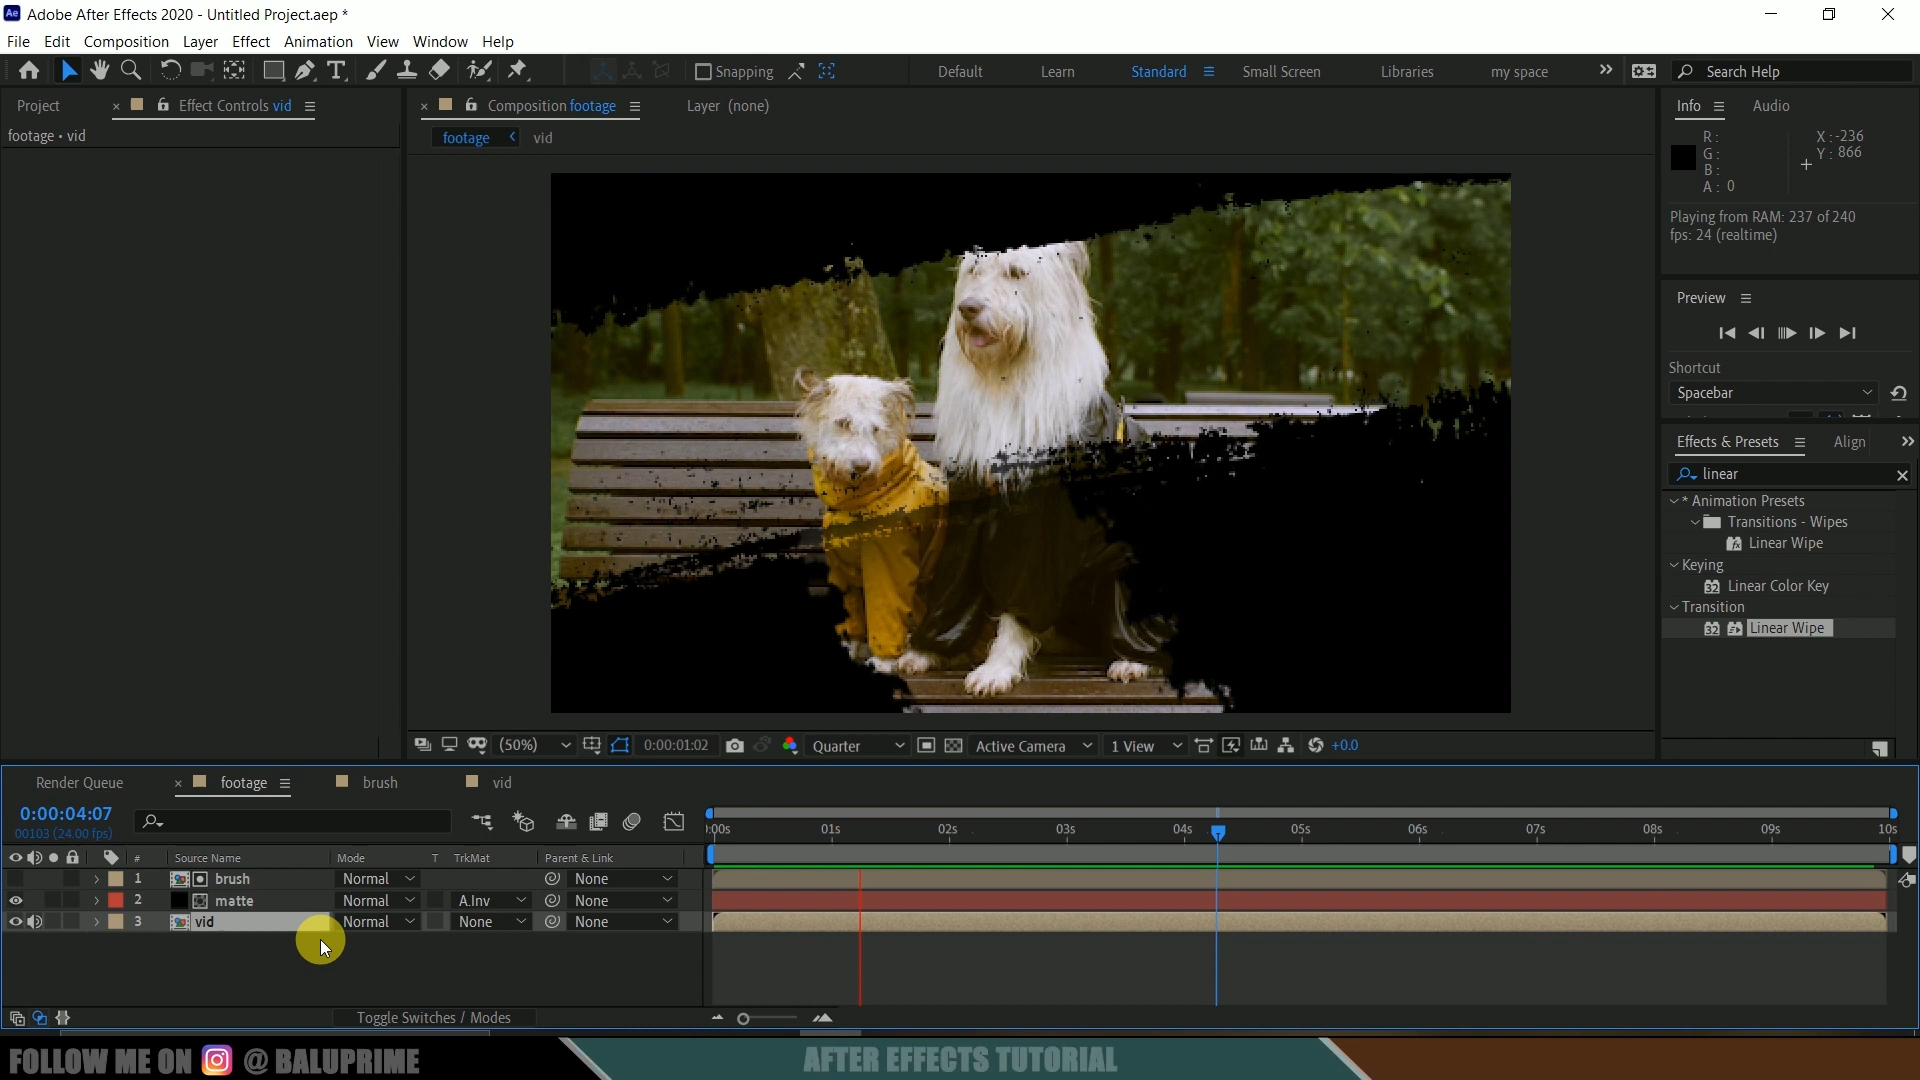 Ae Adobe After Effects 2020 - Untitled Project.aep *
File Edit Composition Layer Effect Animation View Window Help
Snapping Default Learn Standard Small Screen Libraries my space Search Help
Project × Effect Controls vid × Composition footage Layer (none) Info Audio
footage • vid
footage vid
R: G: B: A: 0
X: -236
Y: 866
Playing from RAM: 237 of 240
fps: 24 (realtime)
Preview
Shortcut
Spacebar
Effects & Presets Align
linear
* Animation Presets
Transitions - Wipes
Linear Wipe
Keying
32 Linear Color Key
Transition
32 Linear Wipe
(50%) 0:00:01:02 Quarter Active Camera 1 View +0.0
Render Queue × footage brush vid
0:00:04:07
00103 (24.00 fps)
:00s 01s 02s 03s 04s 05s 06s 07s 08s 09s 10s
# Source Name Mode T TrkMat Parent & Link
1 brush Normal None
2 matte Normal A.Inv None
3 vid Normal None None
Toggle Switches / Modes
FOLLOW ME ON @ BALUPRIME AFTER EFFECTS TUTORIAL